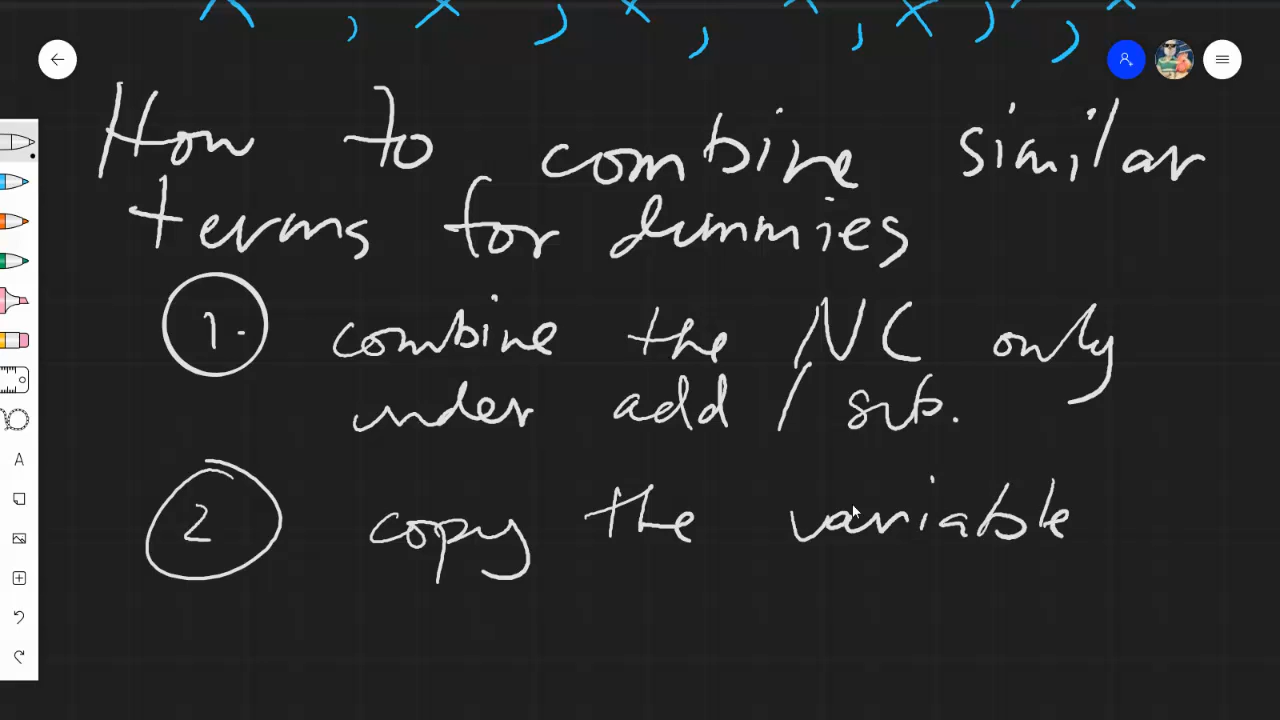 How to combine similar
terms for dummies
1. combine the NC only
under add / sub.
2 copy the variable
A